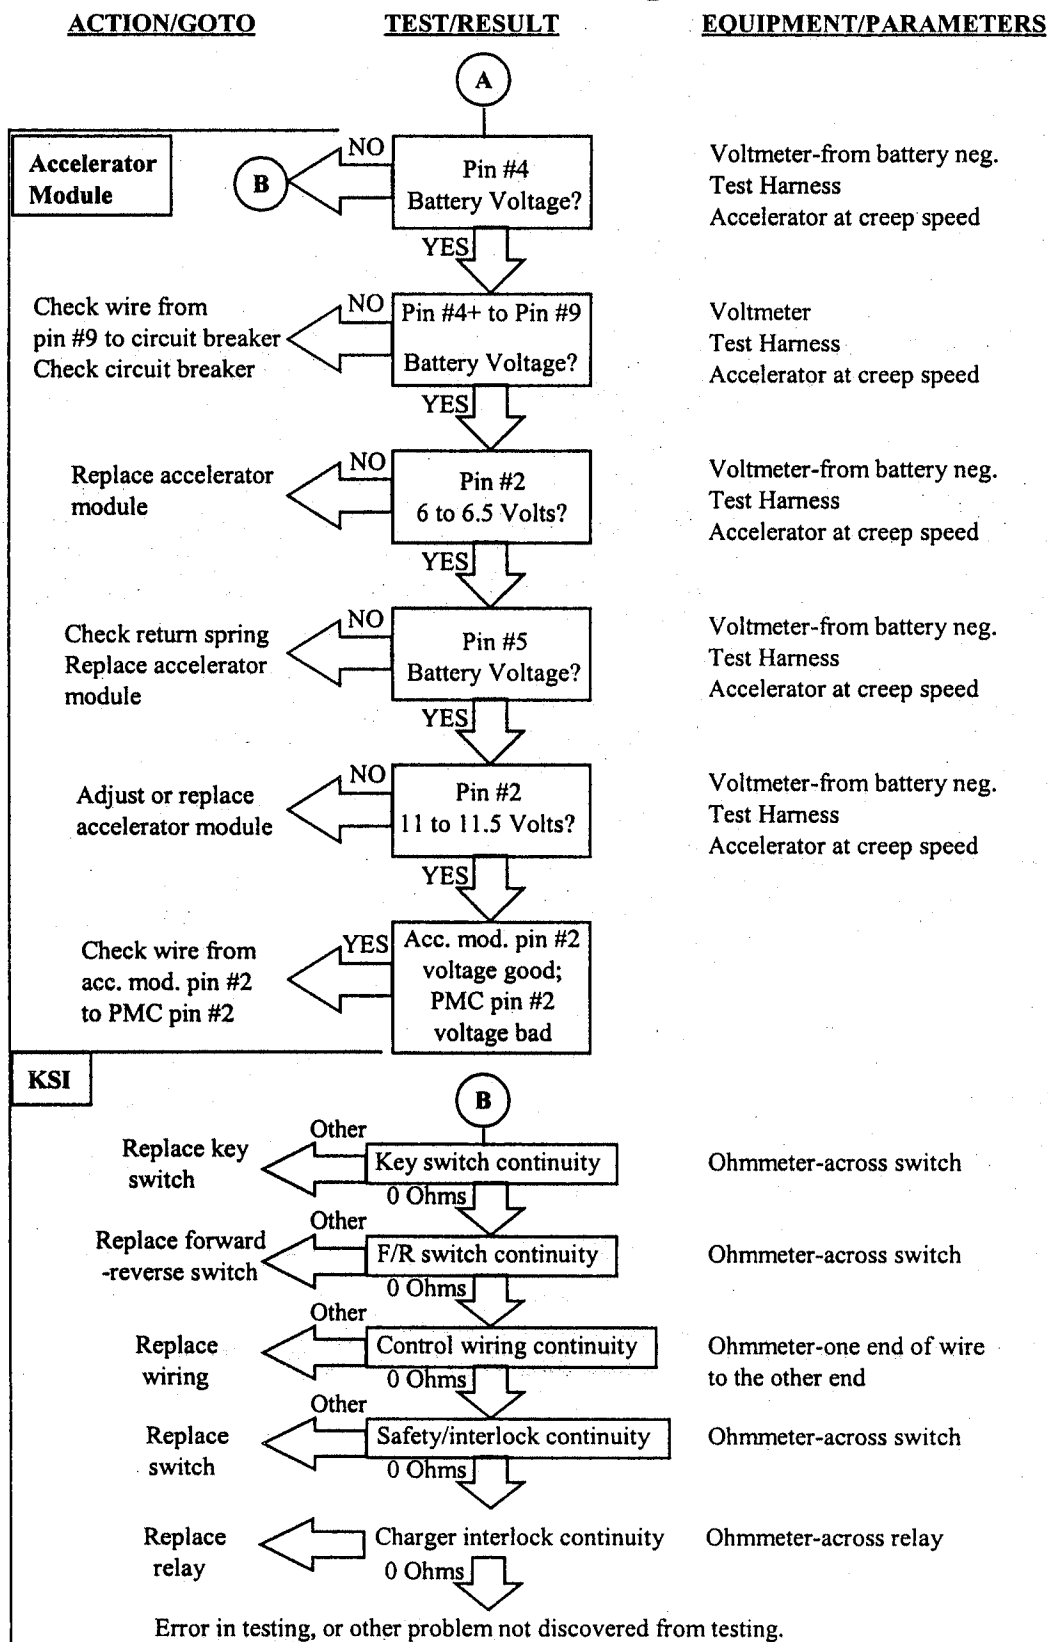 ACTION/GOTO TEST/RESULT EQUIPMENT/PARAMETERS
A
Accelerator
Module
B
NO
Pin #4
Battery Voltage?
Voltmeter-from battery neg.
Test Harness
Accelerator at creep speed
YES
Check wire from
pin #9 to circuit breaker
Check circuit breaker
NO
Pin #4+ to Pin #9
Battery Voltage?
Voltmeter
Test Harness
Accelerator at creep speed
YES
Replace accelerator
module
NO
Pin #2
6 to 6.5 Volts?
Voltmeter-from battery neg.
Test Harness
Accelerator at creep speed
YES
Check return spring
Replace accelerator
module
NO
Pin #5
Battery Voltage?
Voltmeter-from battery neg.
Test Harness
Accelerator at creep speed
YES
Adjust or replace
accelerator module
NO
Pin #2
11 to 11.5 Volts?
Voltmeter-from battery neg.
Test Harness
Accelerator at creep speed
YES
Check wire from
acc. mod. pin #2
to PMC pin #2
YES
Acc. mod. pin #2
voltage good;
PMC pin #2
voltage bad
KSI
B
Replace key
switch
Other
Key switch continuity
Ohmmeter-across switch
0 Ohms
Replace forward
-reverse switch
Other
F/R switch continuity
Ohmmeter-across switch
0 Ohms
Replace
wiring
Other
Control wiring continuity
Ohmmeter-one end of wire
to the other end
0 Ohms
Replace
switch
Other
Safety/interlock continuity
Ohmmeter-across switch
0 Ohms
Replace
relay
Charger interlock continuity
Ohmmeter-across relay
0 Ohms
Error in testing, or other problem not discovered from testing.